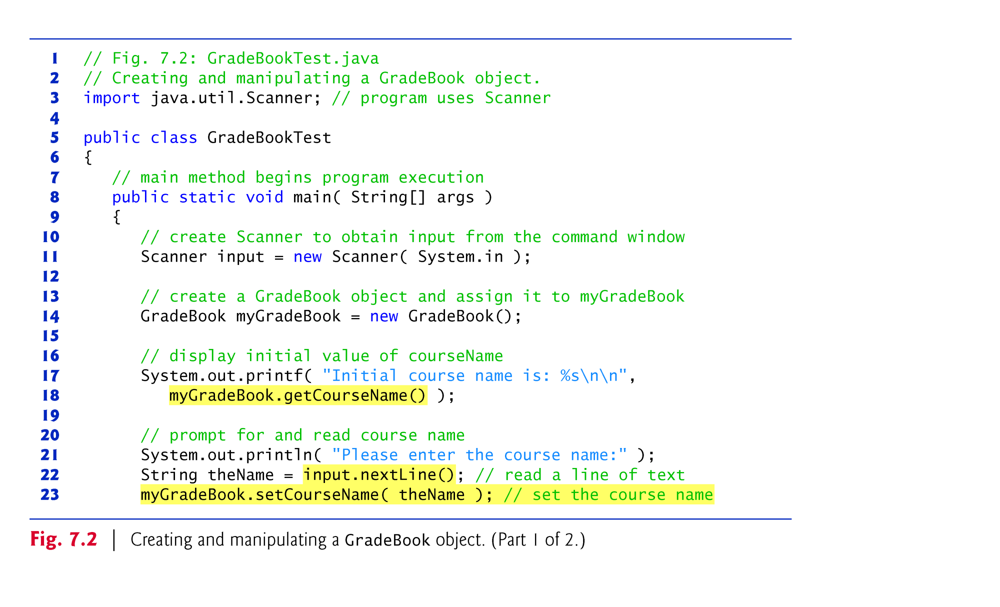 1 // Fig. 7.2: GradeBookTest.java
2 // Creating and manipulating a GradeBook object.
3 import java.util.Scanner; // program uses Scanner
4
5 public class GradeBookTest
6 {
7    // main method begins program execution
8    public static void main( String[] args )
9    {
10       // create Scanner to obtain input from the command window
11       Scanner input = new Scanner( System.in );
12
13       // create a GradeBook object and assign it to myGradeBook
14       GradeBook myGradeBook = new GradeBook();
15
16       // display initial value of courseName
17       System.out.printf( "Initial course name is: %s\n\n",
18          myGradeBook.getCourseName() );
19
20       // prompt for and read course name
21       System.out.println( "Please enter the course name:" );
22       String theName = input.nextLine(); // read a line of text
23       myGradeBook.setCourseName( theName ); // set the course name
Fig. 7.2 | Creating and manipulating a GradeBook object. (Part 1 of 2.)